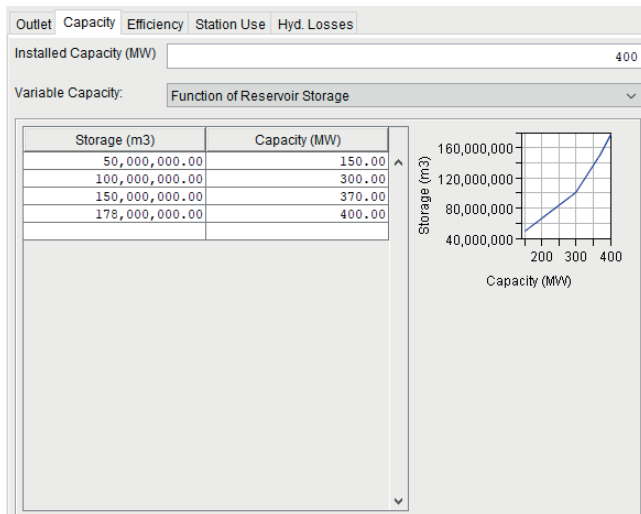 Outlet Capacity Efficiency Station Use Hyd. Losses
Installed Capacity (MW) 400
Variable Capacity: Function of Reservoir Storage
Storage (m3) Capacity (MW)
50,000,000.00 150.00
100,000,000.00 300.00
150,000,000.00 370.00
178,000,000.00 400.00
Storage (m3)
160,000,000
120,000,000
80,000,000
40,000,000
200 300 400
Capacity (MW)